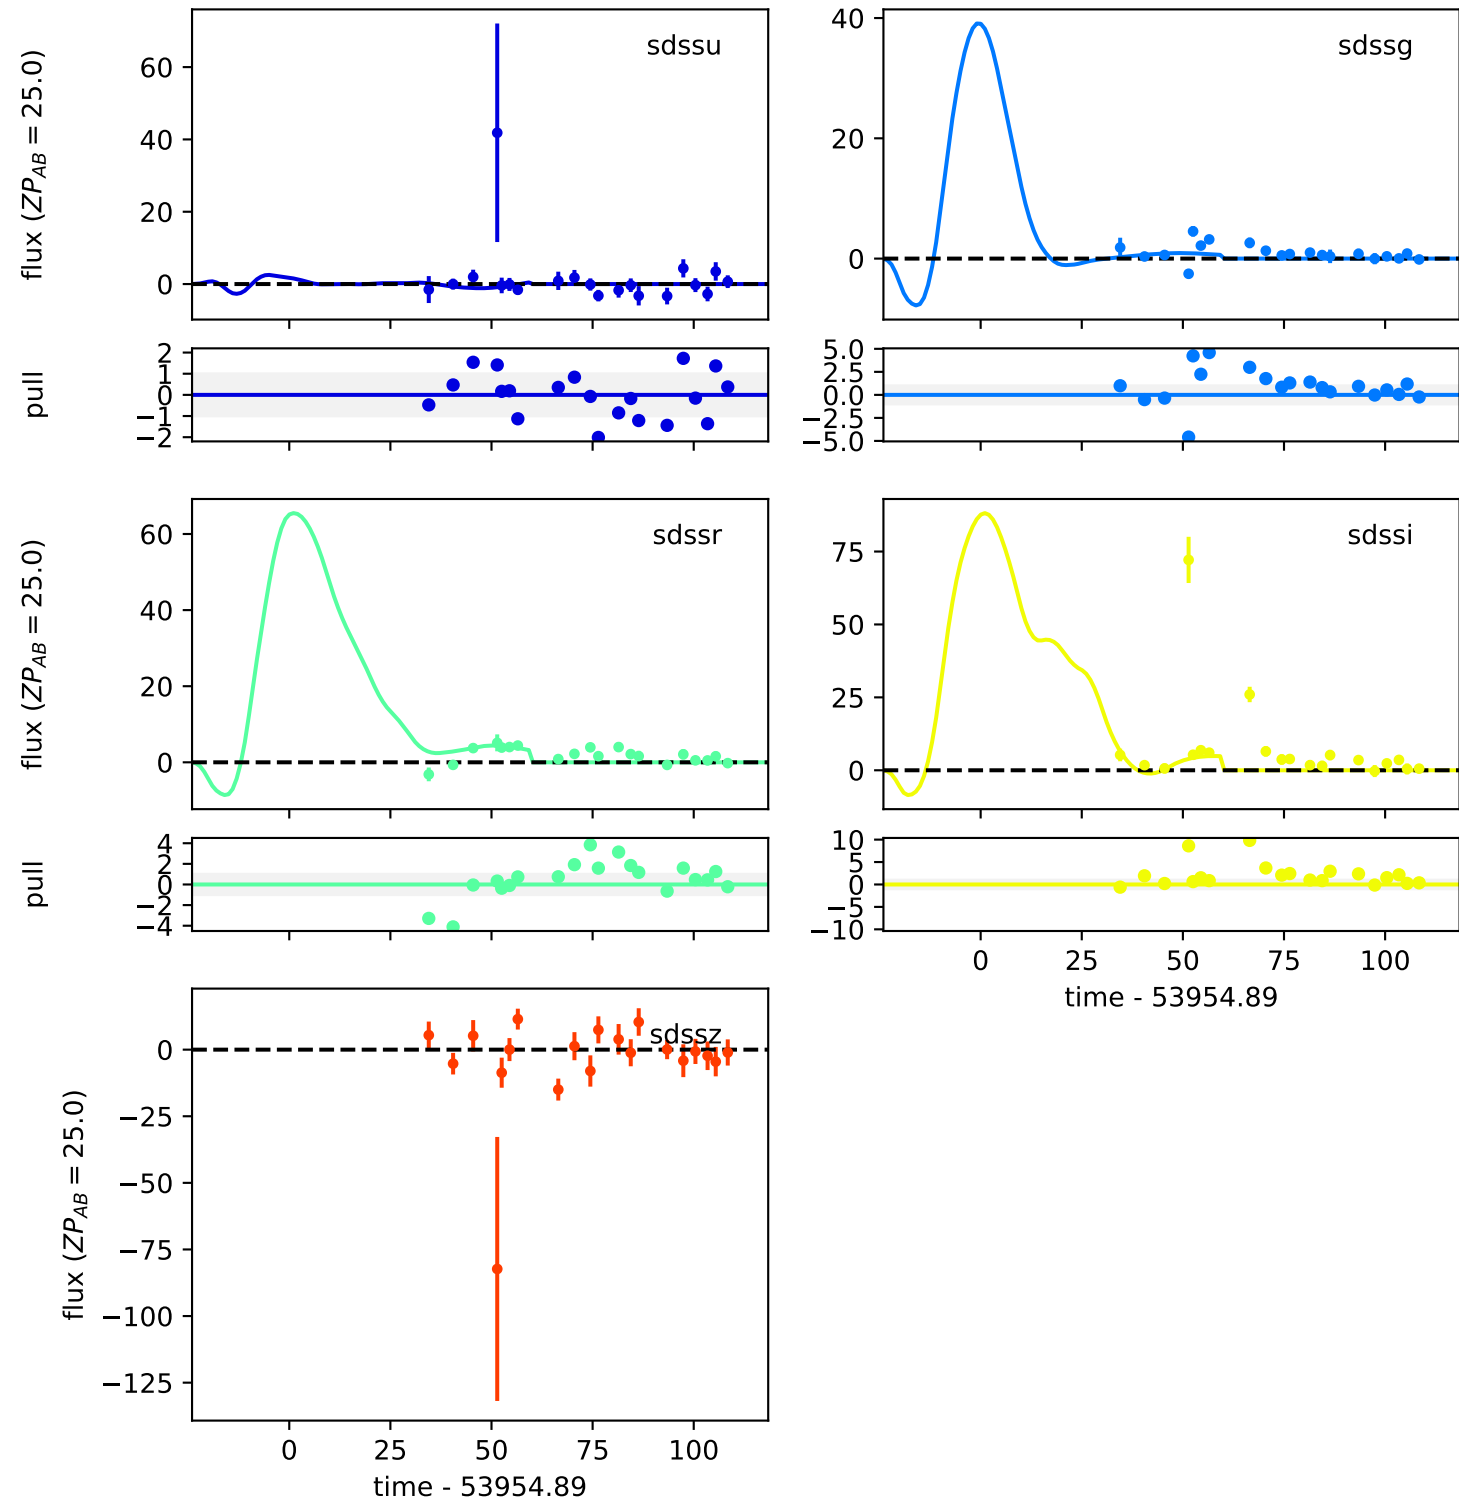 sdssu
flux (ZP_AB = 25.0)
60
40
20
0
sdssg
40
20
0
pull
2
1
0
−1
−2
5.0
2.5
0.0
−2.5
−5.0
sdssr
flux (ZP_AB = 25.0)
60
40
20
0
sdssi
75
50
25
0
pull
4
2
0
−2
−4
10
5
0
−5
−10
0 25 50 75 100
time - 53954.89
sdssz
flux (ZP_AB = 25.0)
0
−25
−50
−75
−100
−125
0 25 50 75 100
time - 53954.89